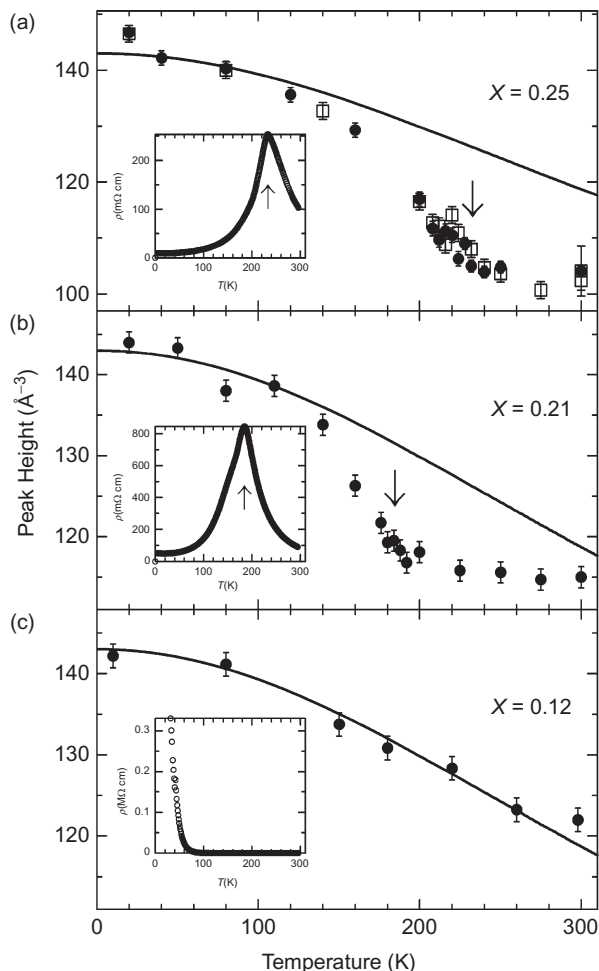 (a)
140
120
100
X = 0.25
200
100
0
ρ(mΩ cm)
0 100 200 300
T(K)
(b)
140
130
120
Peak Height (Å−3)
X = 0.21
800
600
400
200
0
ρ(mΩ cm)
0 100 200 300
T(K)
(c)
140
130
120
X = 0.12
0.3
0.2
0.1
0
ρ(MΩ cm)
0 100 200 300
T(K)
0 100 200 300
Temperature (K)